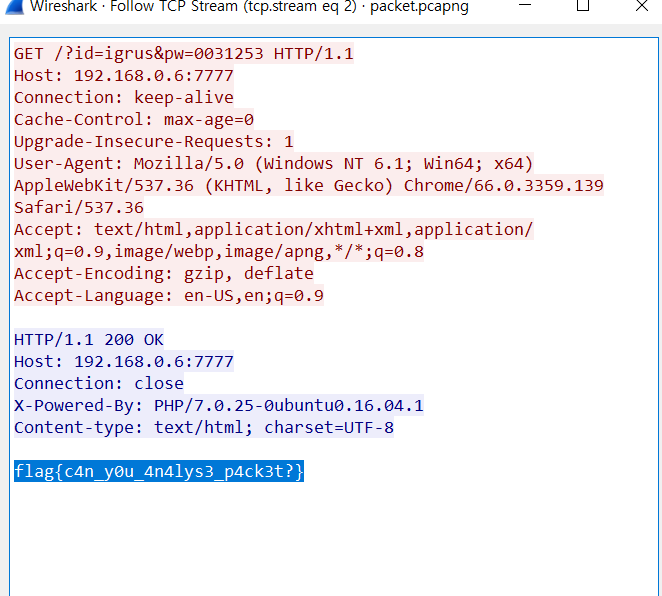 Wireshark · Follow TCP Stream (tcp.stream eq 2) · packet.pcapng
GET /?id=igrus&pw=0031253 HTTP/1.1
Host: 192.168.0.6:7777
Connection: keep-alive
Cache-Control: max-age=0
Upgrade-Insecure-Requests: 1
User-Agent: Mozilla/5.0 (Windows NT 6.1; Win64; x64)
AppleWebKit/537.36 (KHTML, like Gecko) Chrome/66.0.3359.139
Safari/537.36
Accept: text/html,application/xhtml+xml,application/
xml;q=0.9,image/webp,image/apng,*/*;q=0.8
Accept-Encoding: gzip, deflate
Accept-Language: en-US,en;q=0.9
HTTP/1.1 200 OK
Host: 192.168.0.6:7777
Connection: close
X-Powered-By: PHP/7.0.25-0ubuntu0.16.04.1
Content-type: text/html; charset=UTF-8
flag{c4n_y0u_4n4lys3_p4ck3t?}